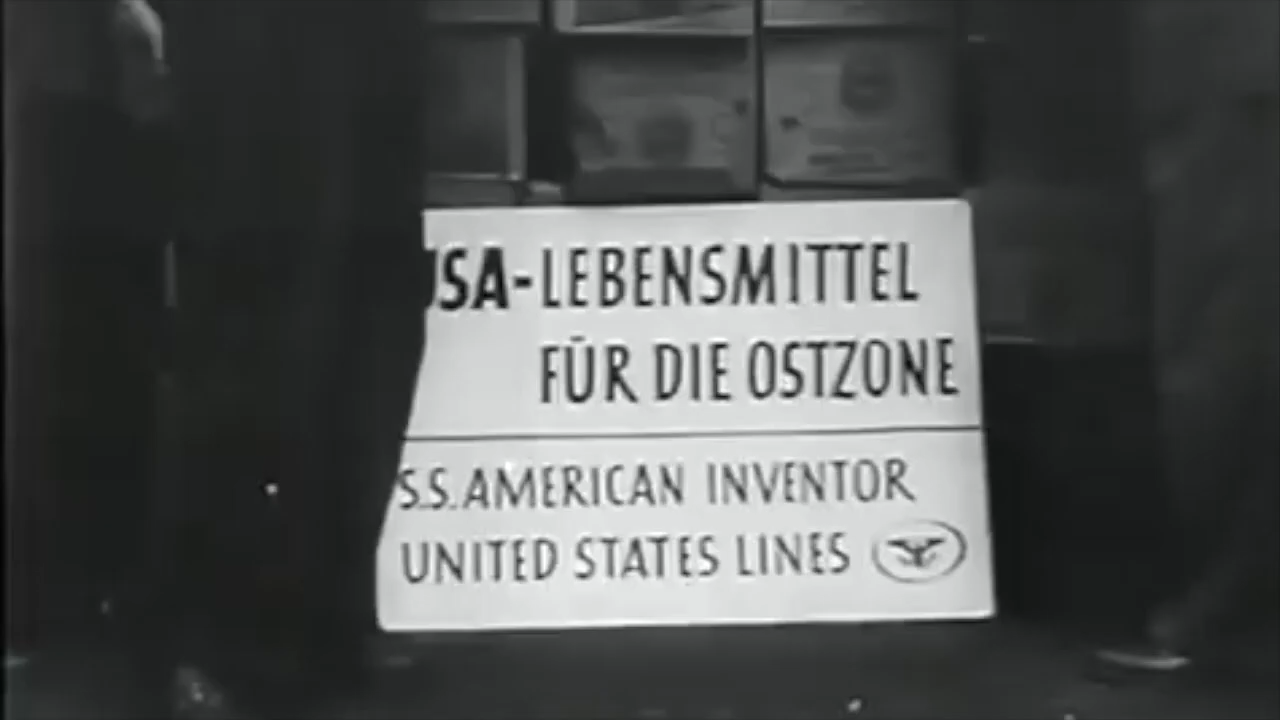 USA-LEBENSMITTEL
FÜR DIE OSTZONE
S.S. AMERICAN INVENTOR
UNITED STATES LINES